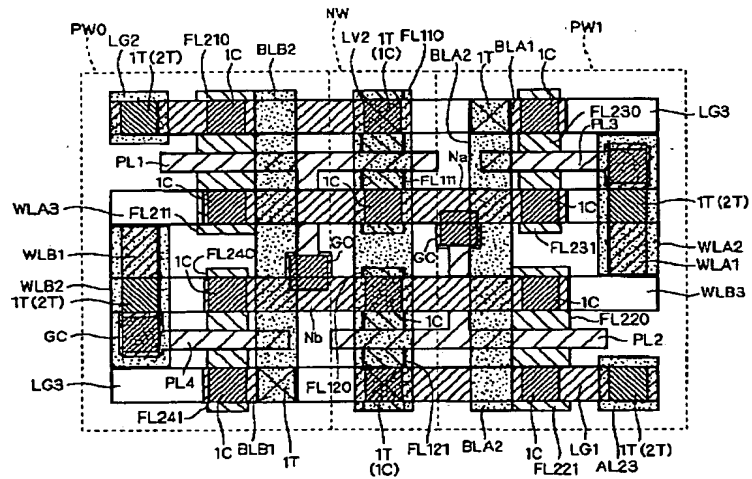 PW0 LG2 FL210 BLB2 NW 1T FL110 BLA1 PW1
1T(2T) 1C LV2 (1C) BLA2 1T 1C
FL230
LG3
PL3
PL1 Na
1C FL111 1C 1T(2T)
WLA3
FL211 FL231 WLA2
WLB1 FL240 GC GC WLA1
1C
WLB2 WLB3
1T(2T) 1C 1C
GC FL220
Nb
PL4 PL2
LG3 FL120
FL241
1C BLB1 1T 1T FL121 BLA2 1C LG1 1T(2T)
(1C) FL221 AL23